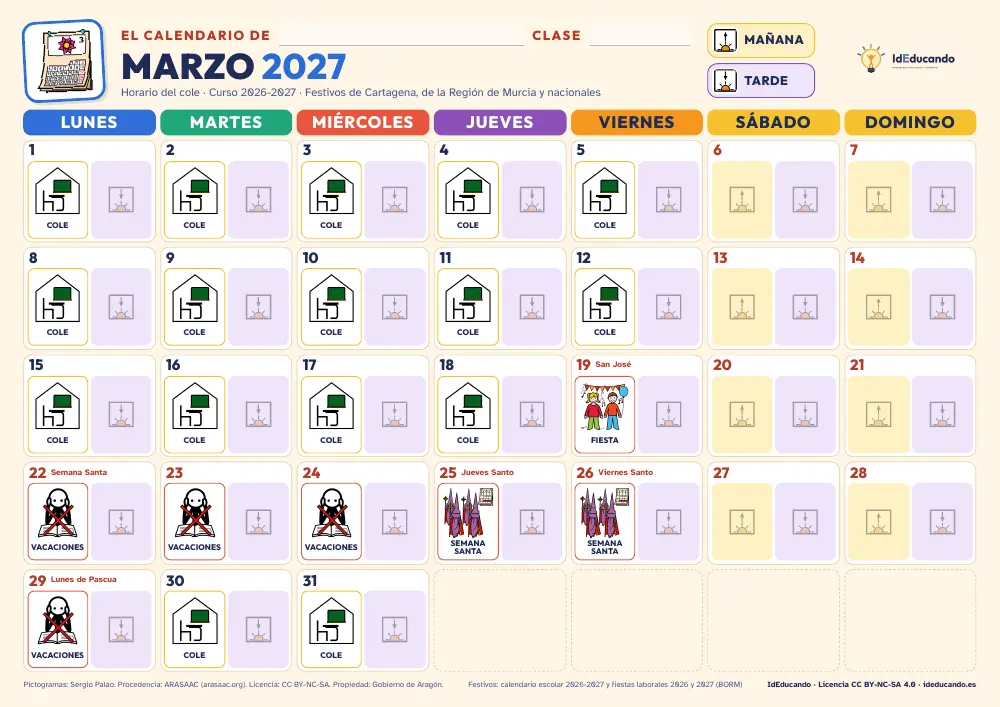 EL CALENDARIO DE CLASE
MARZO 2027
Horario del cole · Curso 2026-2027 · Festivos de Cartagena, de la Región de Murcia y nacionales
MAÑANA
TARDE
IdEducando
LUNES MARTES MIÉRCOLES JUEVES VIERNES SÁBADO DOMINGO
1 2 3 4 5 6 7
COLE COLE COLE COLE COLE
8 9 10 11 12 13 14
COLE COLE COLE COLE COLE
15 16 17 18 19 San José 20 21
COLE COLE COLE COLE FIESTA
22 Semana Santa 23 24 25 Jueves Santo 26 Viernes Santo 27 28
VACACIONES VACACIONES VACACIONES SEMANA SANTA SEMANA SANTA
29 Lunes de Pascua 30 31
VACACIONES COLE COLE
Pictogramas: Sergio Palao. Procedencia: ARASAAC (arasaac.org). Licencia: CC BY-NC-SA. Propiedad: Gobierno de Aragón.
Festivos: calendario escolar 2026-2027 y fiestas laborales 2026 y 2027 (BORM)
IdEducando · Licencia CC BY-NC-SA 4.0 · ideducando.es